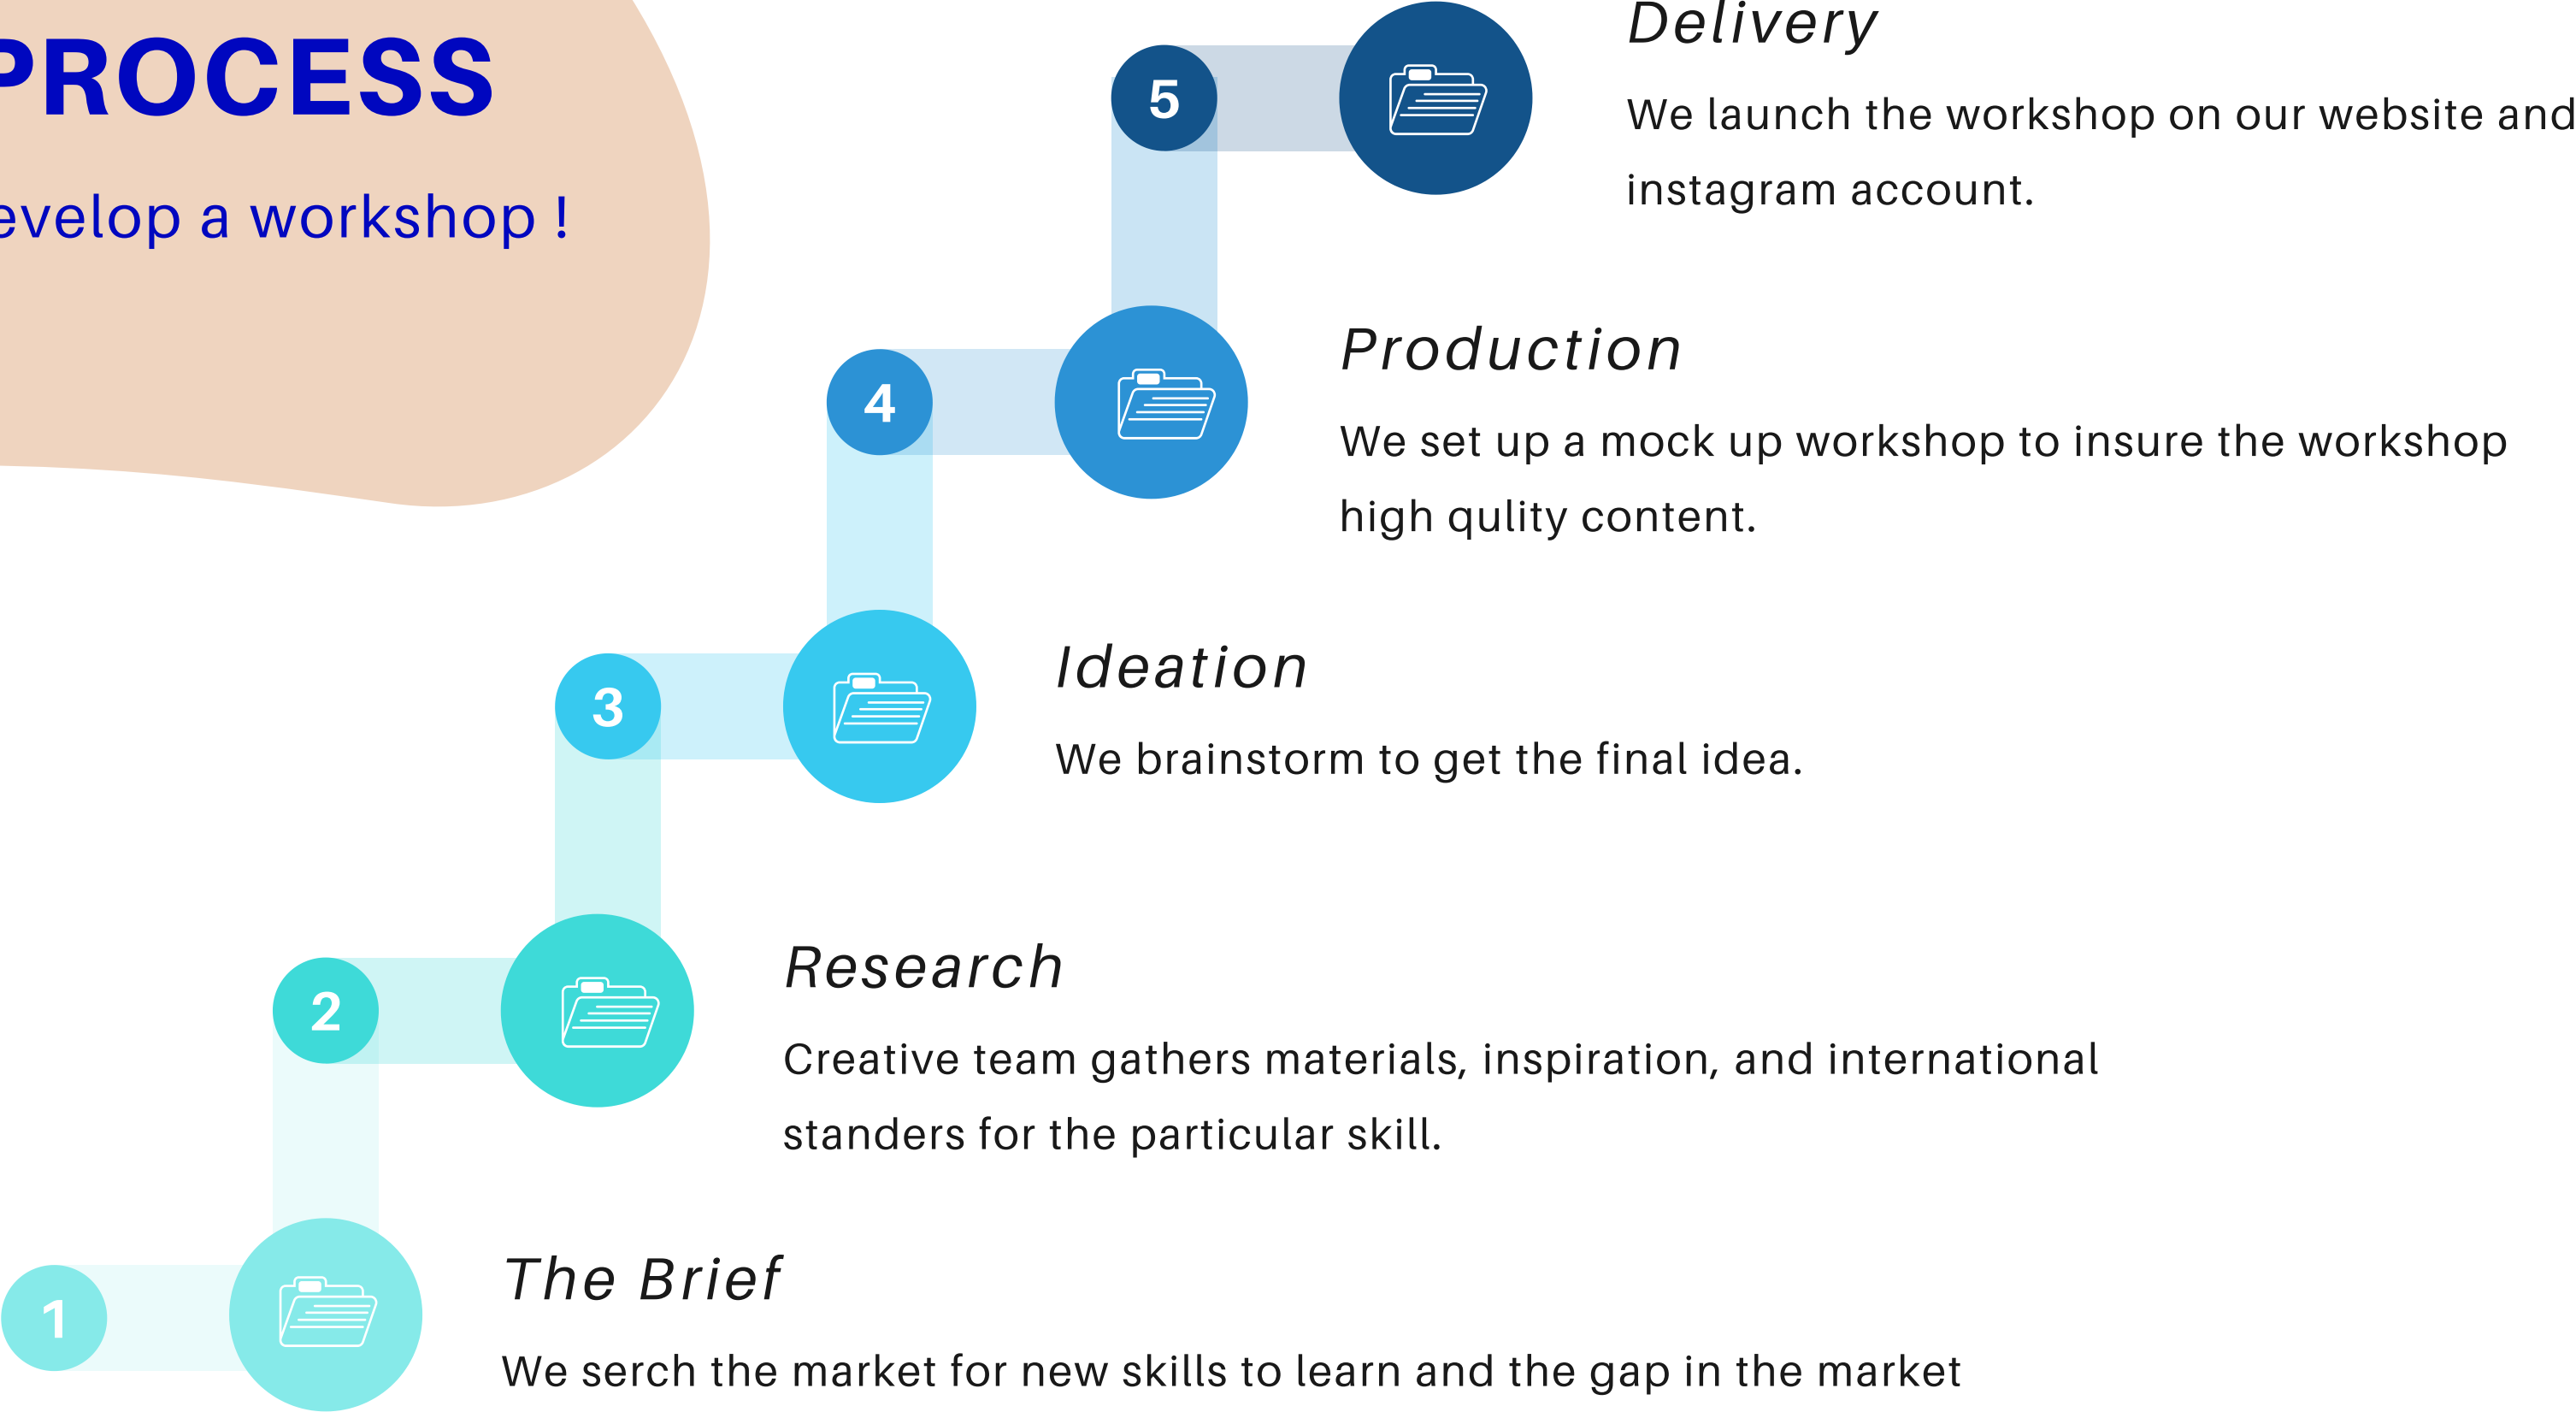 PROCESS
evelop a workshop !
5
Delivery
We launch the workshop on our website and
instagram account.
4
Production
We set up a mock up workshop to insure the workshop
high qulity content.
3
Ideation
We brainstorm to get the final idea.
2
Research
Creative team gathers materials, inspiration, and international
standers for the particular skill.
1
The Brief
We serch the market for new skills to learn and the gap in the market